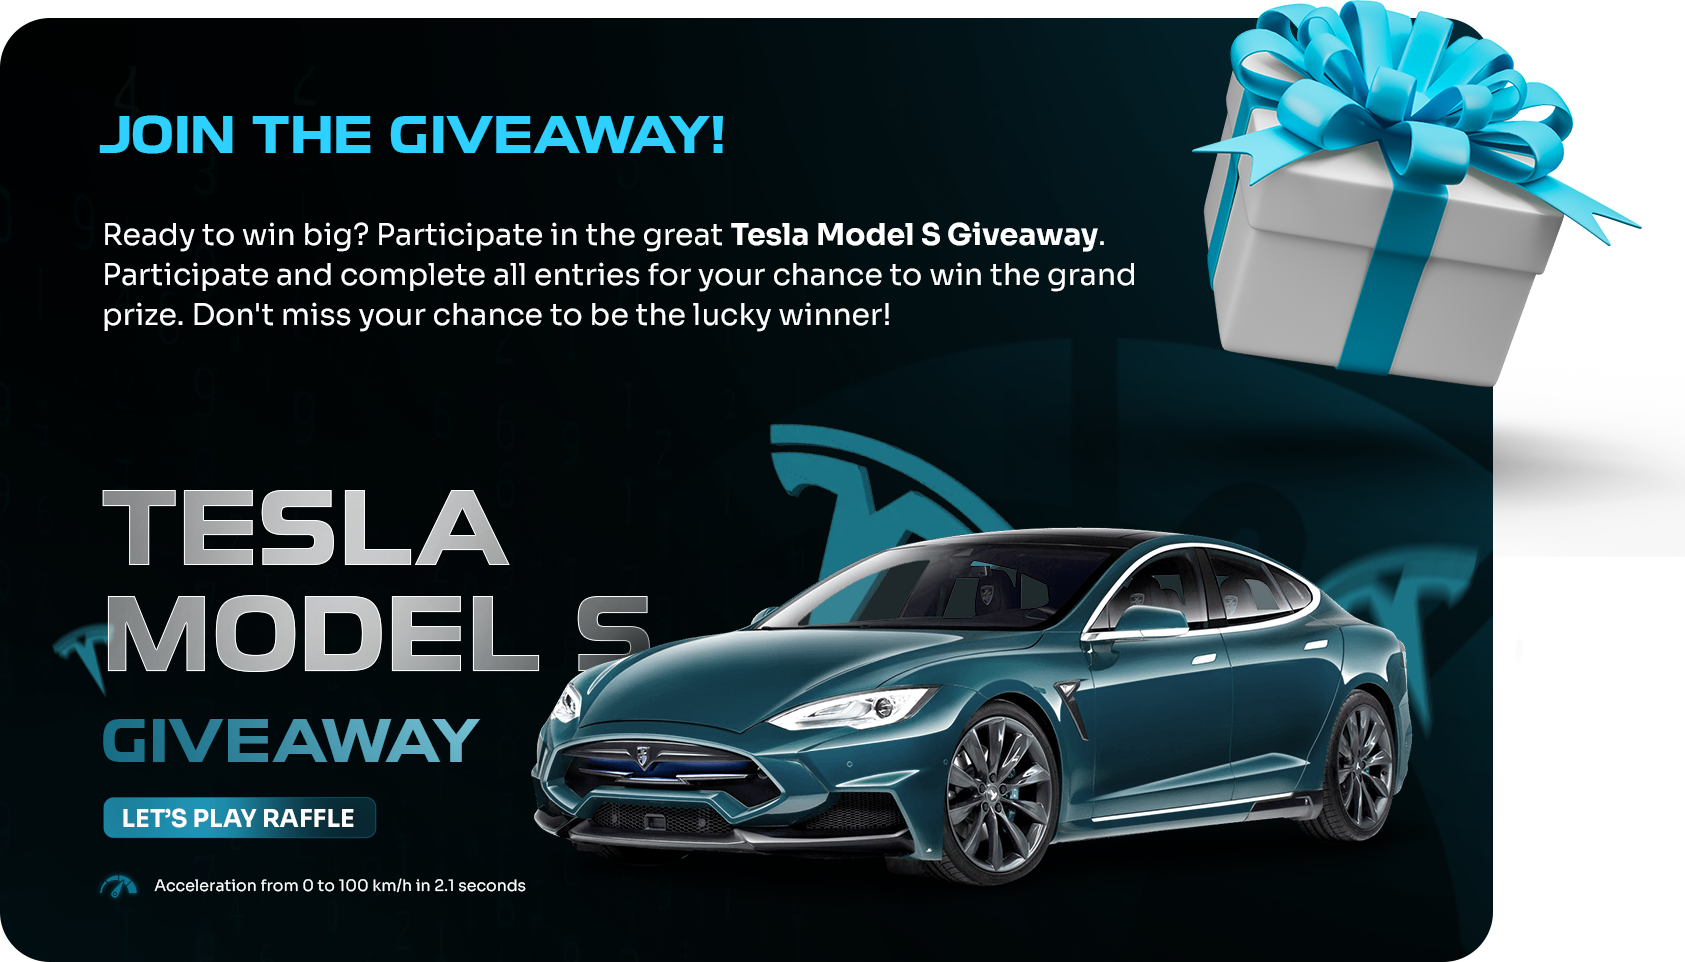 JOIN THE GIVEAWAY!
Ready to win big? Participate in the great Tesla Model S Giveaway.
Participate and complete all entries for your chance to win the grand
prize. Don't miss your chance to be the lucky winner!
TESLA
MODEL S
GIVEAWAY
LET’S PLAY RAFFLE
Acceleration from 0 to 100 km/h in 2.1 seconds